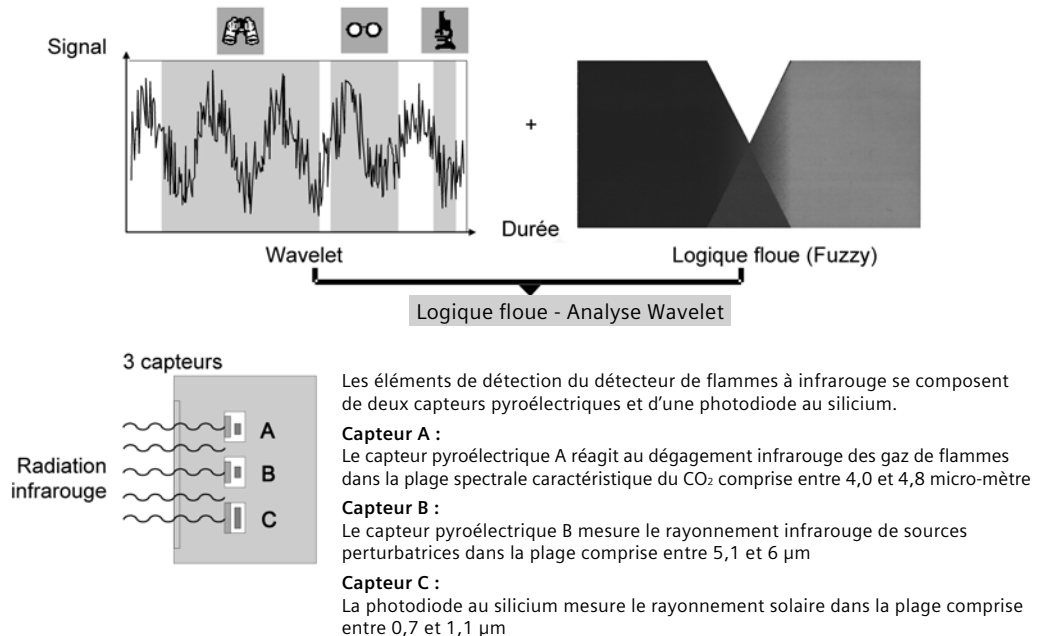 Signal
+
Durée
Wavelet
Logique floue (Fuzzy)
Logique floue - Analyse Wavelet
3 capteurs
Radiation
infrarouge
A
B
C
Les éléments de détection du détecteur de flammes à infrarouge se composent
de deux capteurs pyroélectriques et d’une photodiode au silicium.
Capteur A :
Le capteur pyroélectrique A réagit au dégagement infrarouge des gaz de flammes
dans la plage spectrale caractéristique du CO₂ comprise entre 4,0 et 4,8 micro-mètre
Capteur B :
Le capteur pyroélectrique B mesure le rayonnement infrarouge de sources
perturbatrices dans la plage comprise entre 5,1 et 6 µm
Capteur C :
La photodiode au silicium mesure le rayonnement solaire dans la plage comprise
entre 0,7 et 1,1 µm